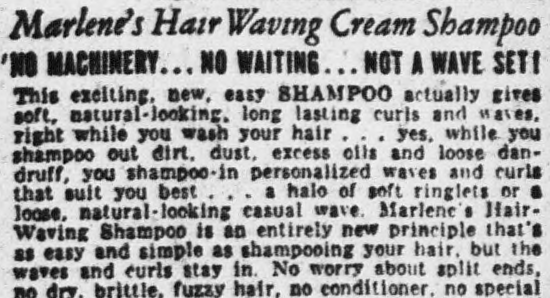 Marlene's Hair Waving Cream Shampoo
'NO MACHINERY... NO WAITING... NOT A WAVE SET!
This exciting, new, easy SHAMPOO actually gives
soft, natural-looking, long lasting curls and waves,
right while you wash your hair . . . yes, while you
shampoo out dirt, dust, excess oils and loose dan-
druff, you shampoo-in personalized waves and curls
that suit you best . . . a halo of soft ringlets or a
loose, natural-looking casual wave. Marlene's Hair-
Waving Shampoo is an entirely new principle that's
as easy and simple as shampooing your hair, but the
waves and curls stay in. No worry about split ends,
no dry, brittle, fuzzy hair, no conditioner, no special